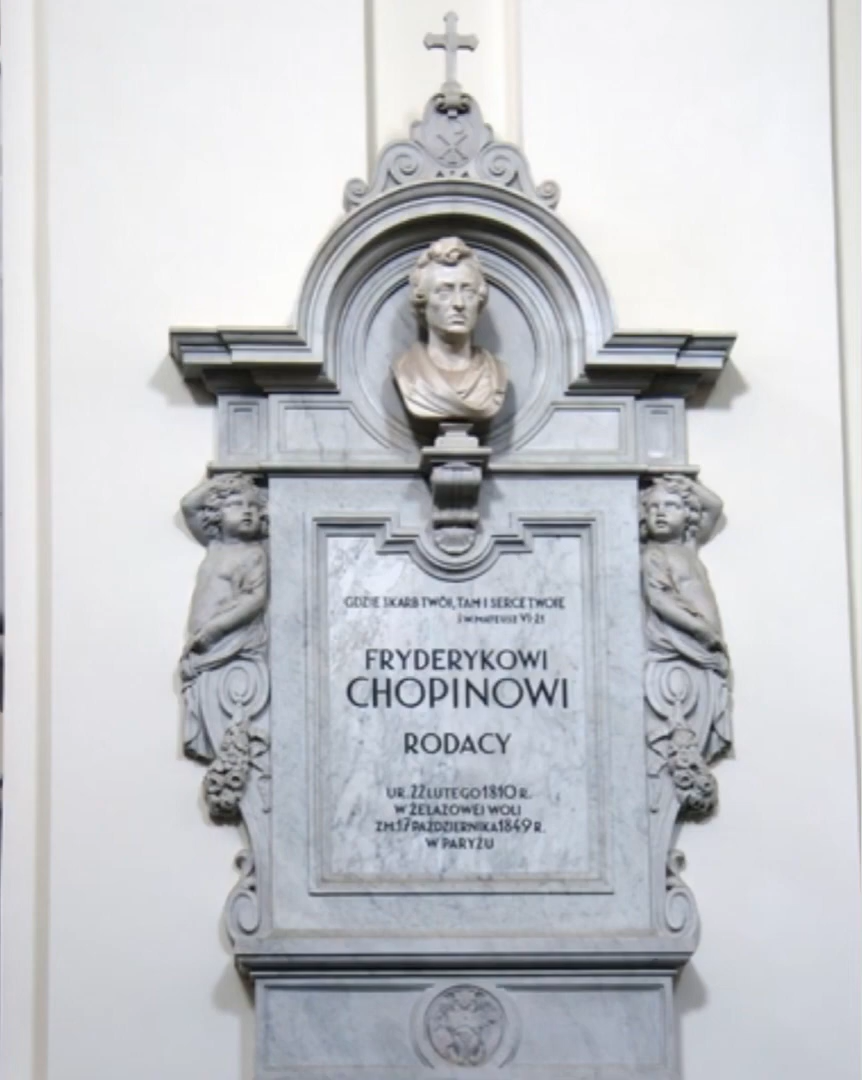 GDZIE SKARB TWÓJ, TAM I SERCE TWOJE
ŚW. MATEUSZ VI-21
FRYDERYKOWI
CHOPINOWI
RODACY
UR. 22 LUTEGO 1810 R.
W ŻELAZOWEJ WOLI
ZM. 17 PAŹDZIERNIKA 1849 R.
W PARYŻU